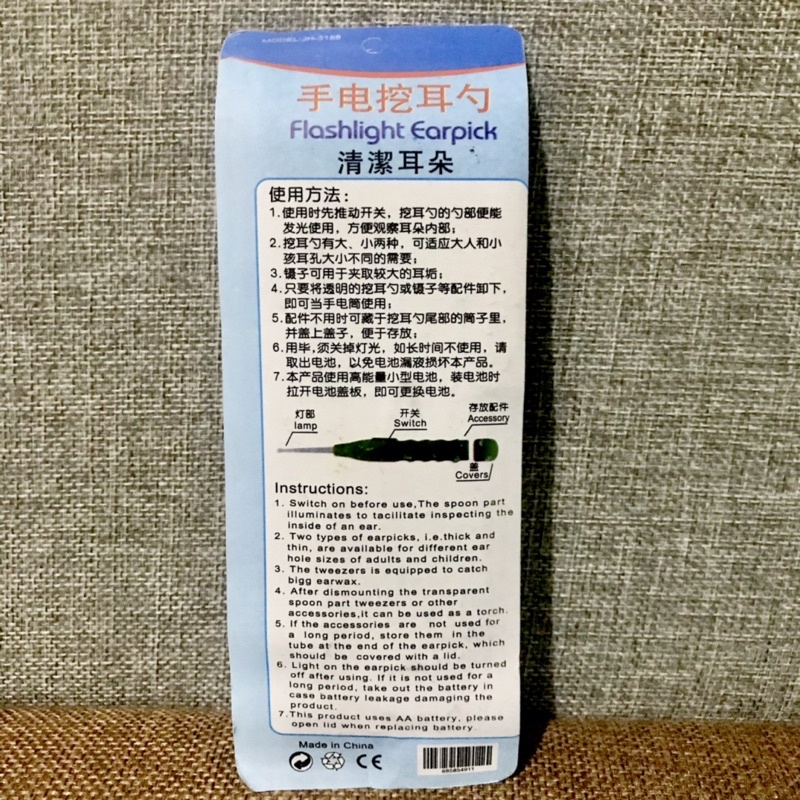 MODEL:JH-3188
手电挖耳勺
Flashlight Earpick
清潔耳朵
使用方法：
1.使用时先推动开关，挖耳勺的勺部便能
发光使用，方便观察耳朵内部；
2.挖耳勺有大、小两种，可适应大人和小
孩耳孔大小不同的需要；
3.镊子可用于夹取较大的耳垢；
4.只要将透明的挖耳勺或镊子等配件卸下，
即可当手电筒使用；
5.配件不用时可藏于挖耳勺尾部的筒子里，
并盖上盖子，便于存放；
6.用毕，须关掉灯光，如长时间不使用，请
取出电池，以免电池漏液损坏本产品。
7.本产品使用高能量小型电池，装电池时
拉开电池盖板，即可更换电池。
灯部
lamp
开关
Switch
存放配件
Accessory
盖
Covers
Instructions:
1. Switch on before use,The spoon part
illuminates to tacilitate inspecting the
inside of an ear.
2. Two types of earpicks, i.e.thick and
thin, are available for different ear
hole sizes of adults and children.
3. The tweezers is equipped to catch
bigg earwax.
4. After dismounting the transparent
spoon part tweezers or other
accessories,it can be used as a torch.
5. If the accessories are not used for
a long period, store them in the
tube at the end of the earpick, which
should be covered with a lid.
6. Light on the earpick should be turned
off after using. If it is not used for a
long period, take out the battery in
case battery leakage damaging the
product.
7.This product uses AA battery, please
open lid when replacing battery
Made in China
CE